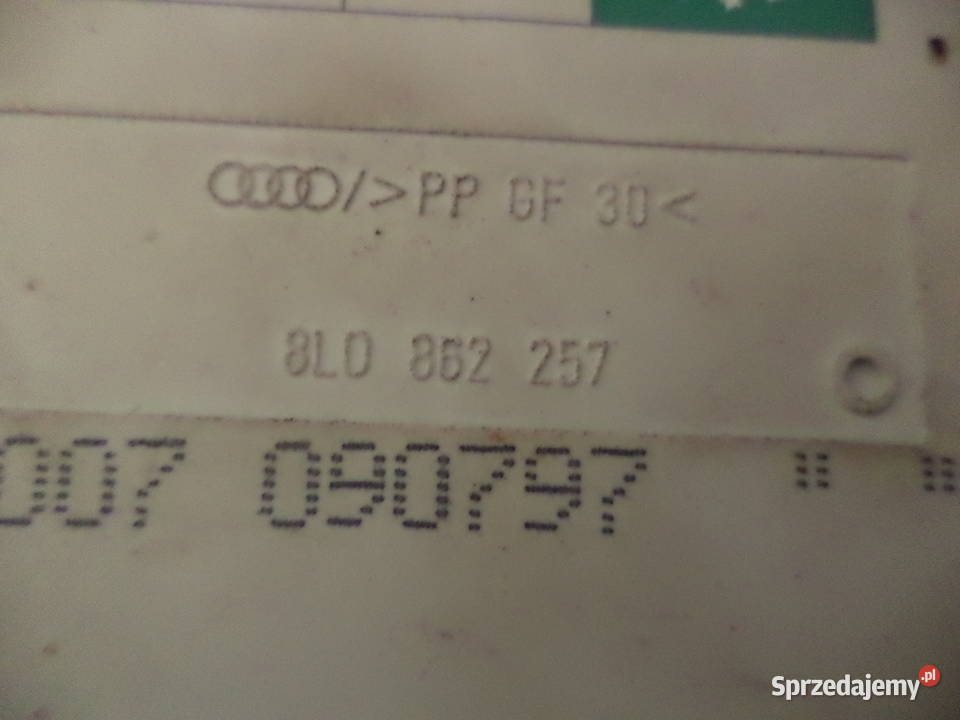 />PP GF 30<
8L0 862 257
007 090797 " "
Sprzedajemy.pl